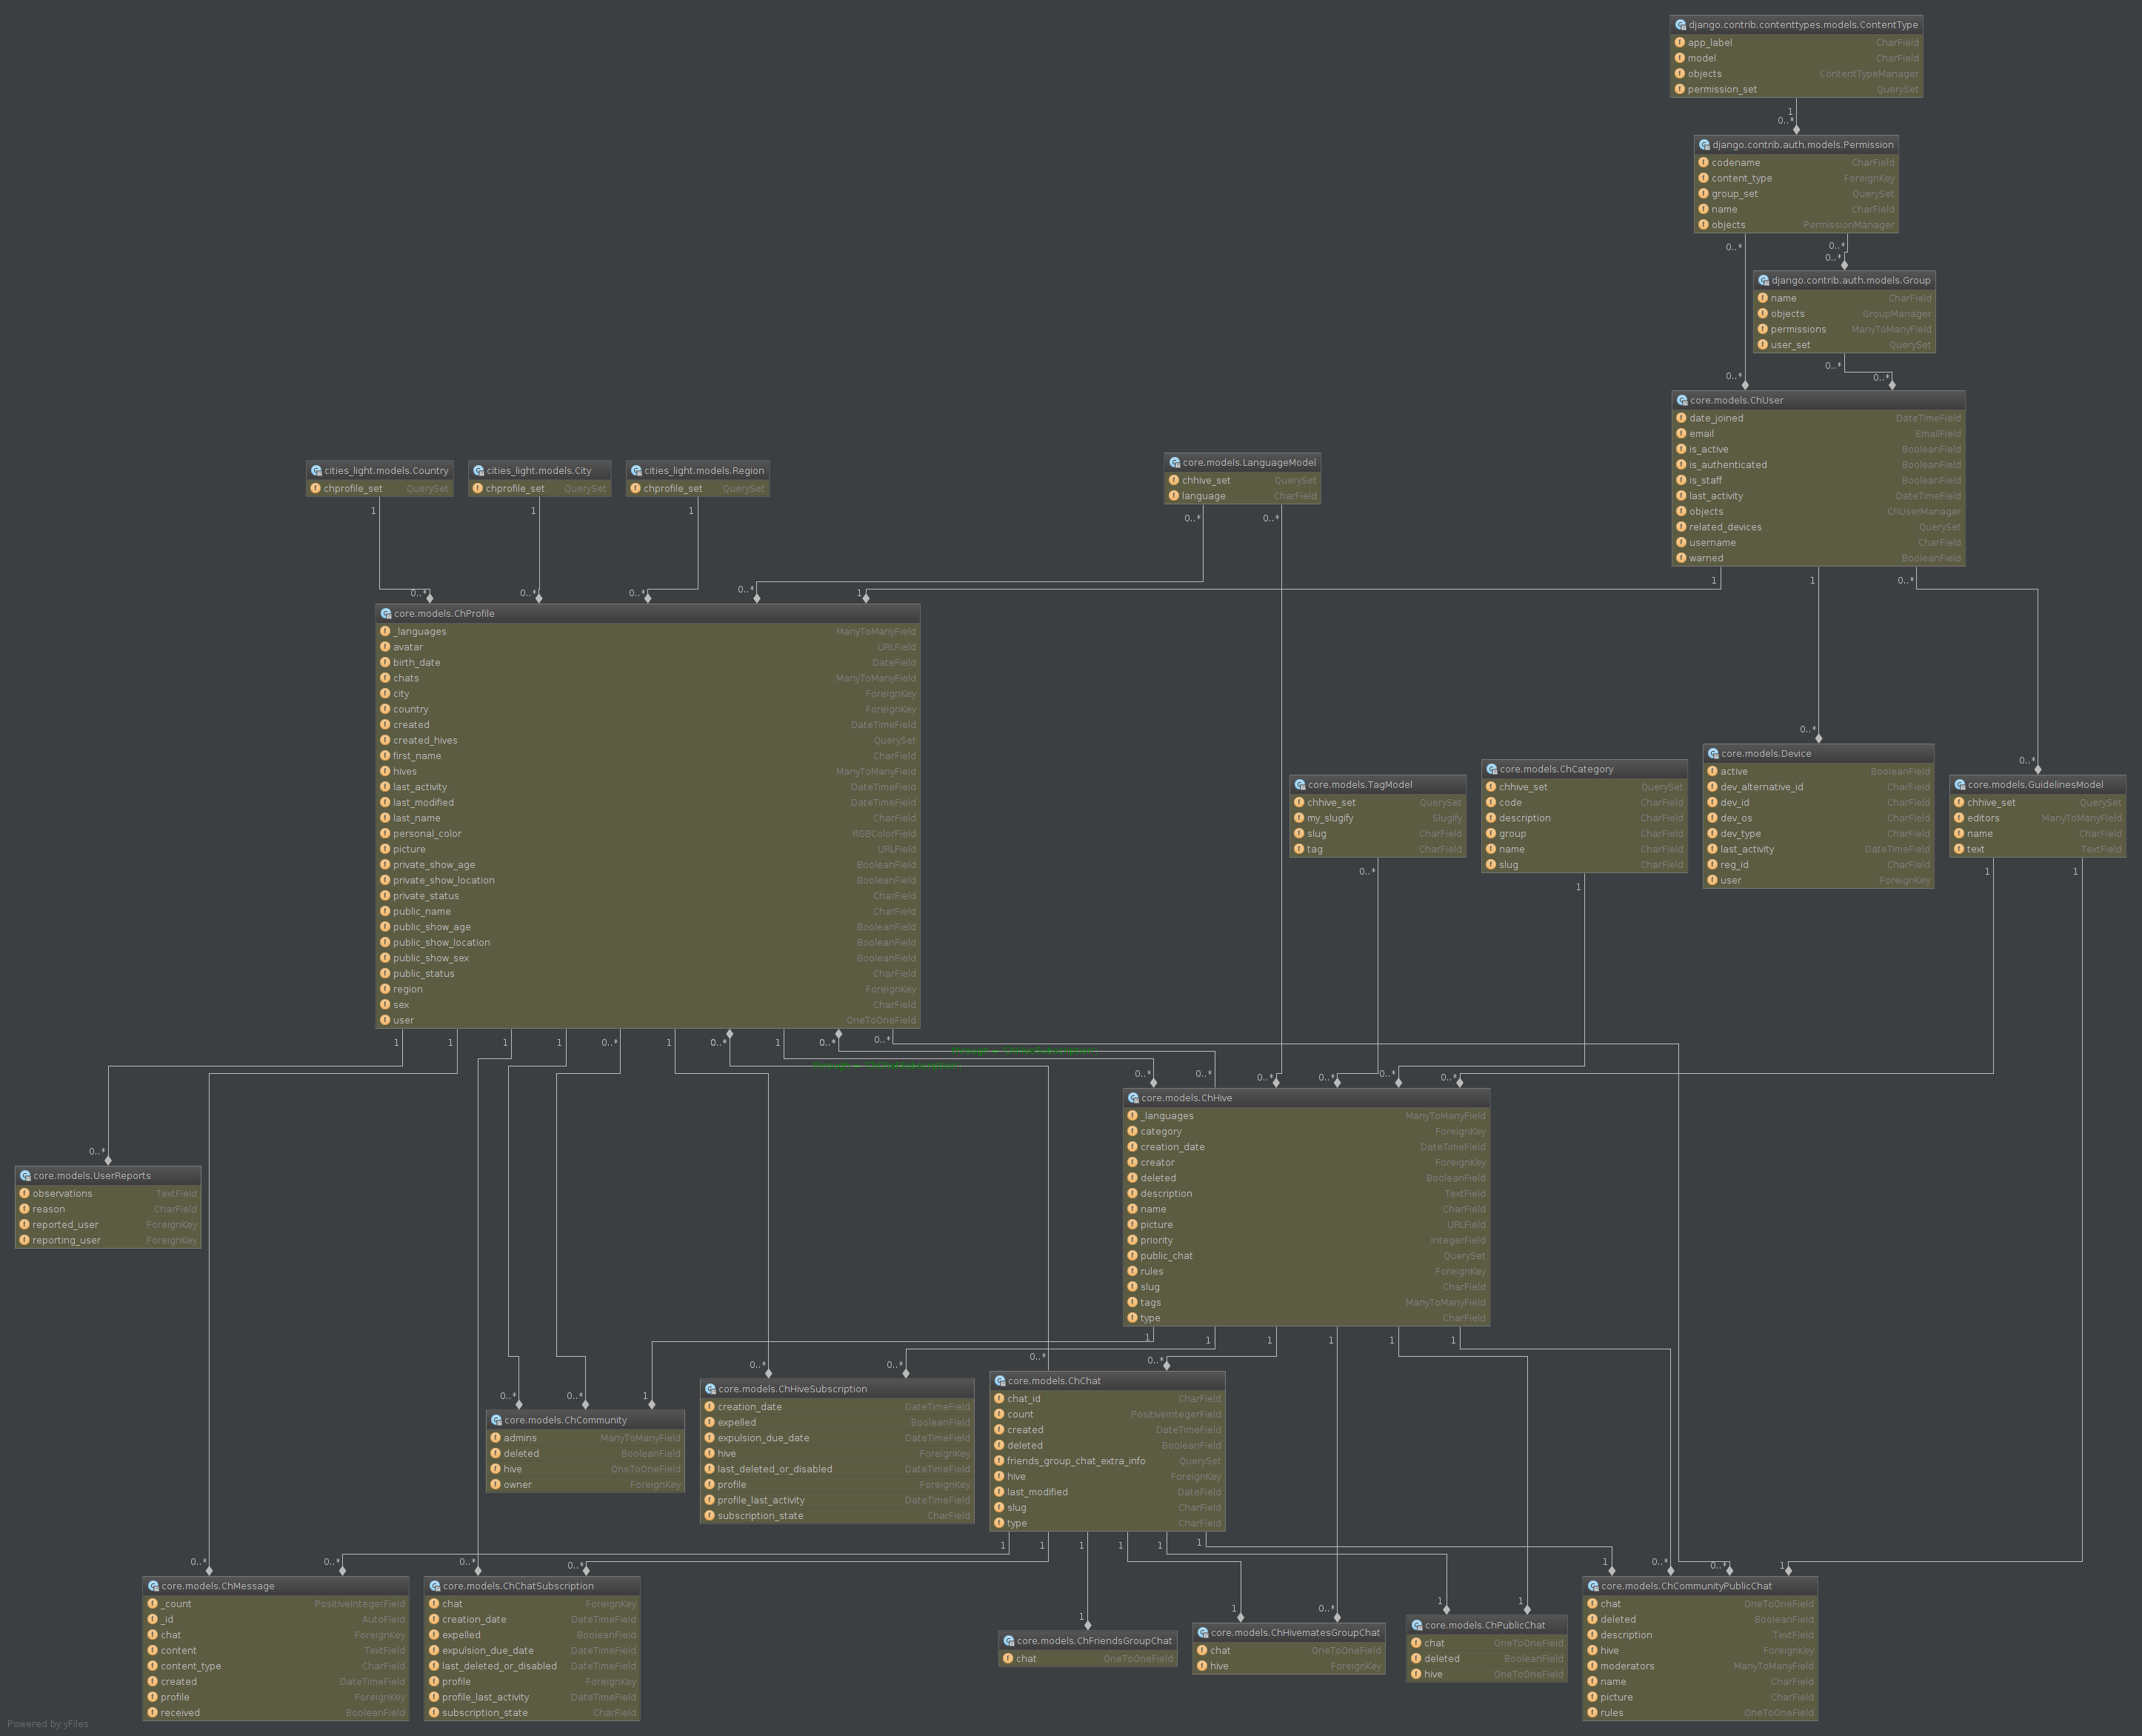 django.contrib.contenttypes.models.ContentType
app_label CharField
model CharField
objects ContentTypeManager
permission_set QuerySet
1
0..*
django.contrib.auth.models.Permission
codename CharField
content_type ForeignKey
group_set QuerySet
name CharField
objects PermissionManager
0..* 0..*
0..*
django.contrib.auth.models.Group
name CharField
objects GroupManager
permissions ManyToManyField
user_set QuerySet
0..*
0..* 0..*
core.models.ChUser
date_joined DateTimeField
email EmailField
is_active BooleanField
is_authenticated BooleanField
is_staff BooleanField
last_activity DateTimeField
objects ChUserManager
related_devices QuerySet
username CharField
warned BooleanField
1 1 0..*
cities_light.models.Country
chprofile_set QuerySet
1
cities_light.models.City
chprofile_set QuerySet
1
cities_light.models.Region
chprofile_set QuerySet
1
core.models.LanguageModel
chhive_set QuerySet
language CharField
0..* 0..*
0..* 0..* 0..* 0..* 1
core.models.ChProfile
_languages ManyToManyField
avatar URLField
birth_date DateField
chats ManyToManyField
city ForeignKey
country ForeignKey
created DateTimeField
created_hives QuerySet
first_name CharField
hives ManyToManyField
last_activity DateTimeField
last_modified DateTimeField
last_name CharField
personal_color RGBColorField
picture URLField
private_show_age BooleanField
private_show_location BooleanField
private_status CharField
public_name CharField
public_show_age BooleanField
public_show_location BooleanField
public_show_sex BooleanField
public_status CharField
region ForeignKey
sex CharField
user OneToOneField
1 1 1 1 0..* 1 0..* 1 0..* 0..*
core.models.TagModel
chhive_set QuerySet
my_slugify Slugify
slug CharField
tag CharField
0..*
core.models.ChCategory
chhive_set QuerySet
code CharField
description CharField
group CharField
name CharField
slug CharField
1
0..*
core.models.Device
active BooleanField
dev_alternative_id CharField
dev_id CharField
dev_os CharField
dev_type CharField
last_activity DateTimeField
reg_id CharField
user ForeignKey
0..*
core.models.GuidelinesModel
chhive_set QuerySet
editors ManyToManyField
name CharField
text TextField
1 1
0..* 0..* 0..* 0..* 0..* 0..*
core.models.ChHive
_languages ManyToManyField
category ForeignKey
creation_date DateTimeField
creator ForeignKey
deleted BooleanField
description TextField
name CharField
picture URLField
priority IntegerField
public_chat QuerySet
rules ForeignKey
slug CharField
tags ManyToManyField
type CharField
1 1 1 1 1 1
0..*
core.models.UserReports
observations TextField
reason CharField
reported_user ForeignKey
reporting_user ForeignKey
0..* 0..* 1
core.models.ChCommunity
admins ManyToManyField
deleted BooleanField
hive OneToOneField
owner ForeignKey
0..* 0..*
core.models.ChHiveSubscription
creation_date DateTimeField
expelled BooleanField
expulsion_due_date DateTimeField
hive ForeignKey
last_deleted_or_disabled DateTimeField
profile ForeignKey
profile_last_activity DateTimeField
subscription_state CharField
0..* 0..*
core.models.ChChat
chat_id CharField
count PositiveIntegerField
created DateTimeField
deleted BooleanField
friends_group_chat_extra_info QuerySet
hive ForeignKey
last_modified DateField
slug CharField
type CharField
1 1 1 1 1 1
0..* 0..*
core.models.ChMessage
_count PositiveIntegerField
_id AutoField
chat ForeignKey
content TextField
content_type CharField
created DateTimeField
profile ForeignKey
received BooleanField
0..* 0..*
core.models.ChChatSubscription
chat ForeignKey
creation_date DateTimeField
expelled BooleanField
expulsion_due_date DateTimeField
last_deleted_or_disabled DateTimeField
profile ForeignKey
profile_last_activity DateTimeField
subscription_state CharField
1
core.models.ChFriendsGroupChat
chat OneToOneField
1 0..*
core.models.ChHivematesGroupChat
chat OneToOneField
hive ForeignKey
1 1
core.models.ChPublicChat
chat OneToOneField
deleted BooleanField
hive OneToOneField
1 0..* 0..* 1
core.models.ChCommunityPublicChat
chat OneToOneField
deleted BooleanField
description TextField
hive ForeignKey
moderators ManyToManyField
name CharField
picture CharField
rules OneToOneField
Powered by yFiles